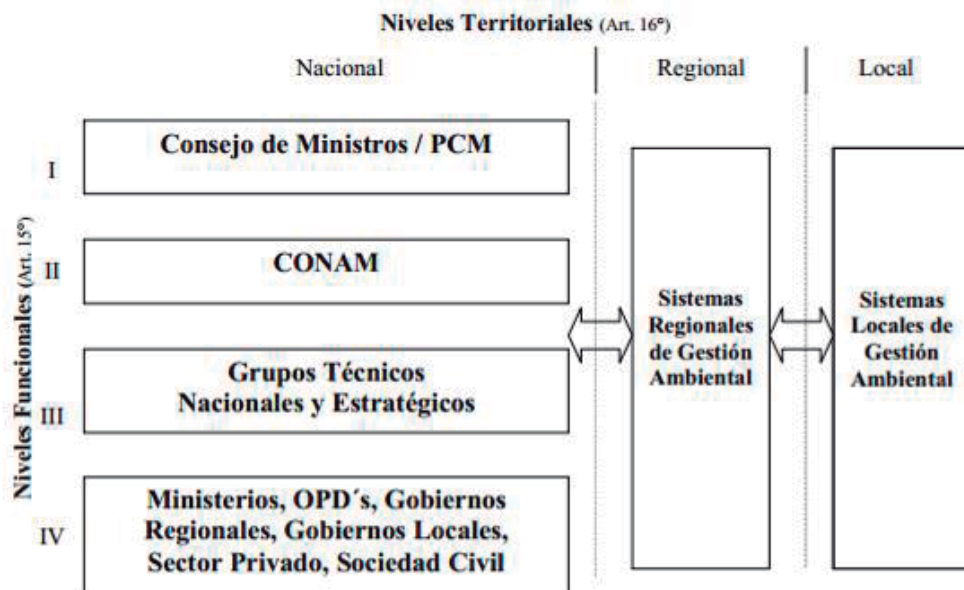 Niveles Territoriales (Art. 16°)
Nacional
Regional
Local
Niveles Funcionales (Art. 15°)
I
Consejo de Ministros / PCM
II
CONAM
III
Grupos Técnicos
Nacionales y Estratégicos
IV
Ministerios, OPD´s, Gobiernos
Regionales, Gobiernos Locales,
Sector Privado, Sociedad Civil
Sistemas
Regionales
de Gestión
Ambiental
Sistemas
Locales de
Gestión
Ambiental